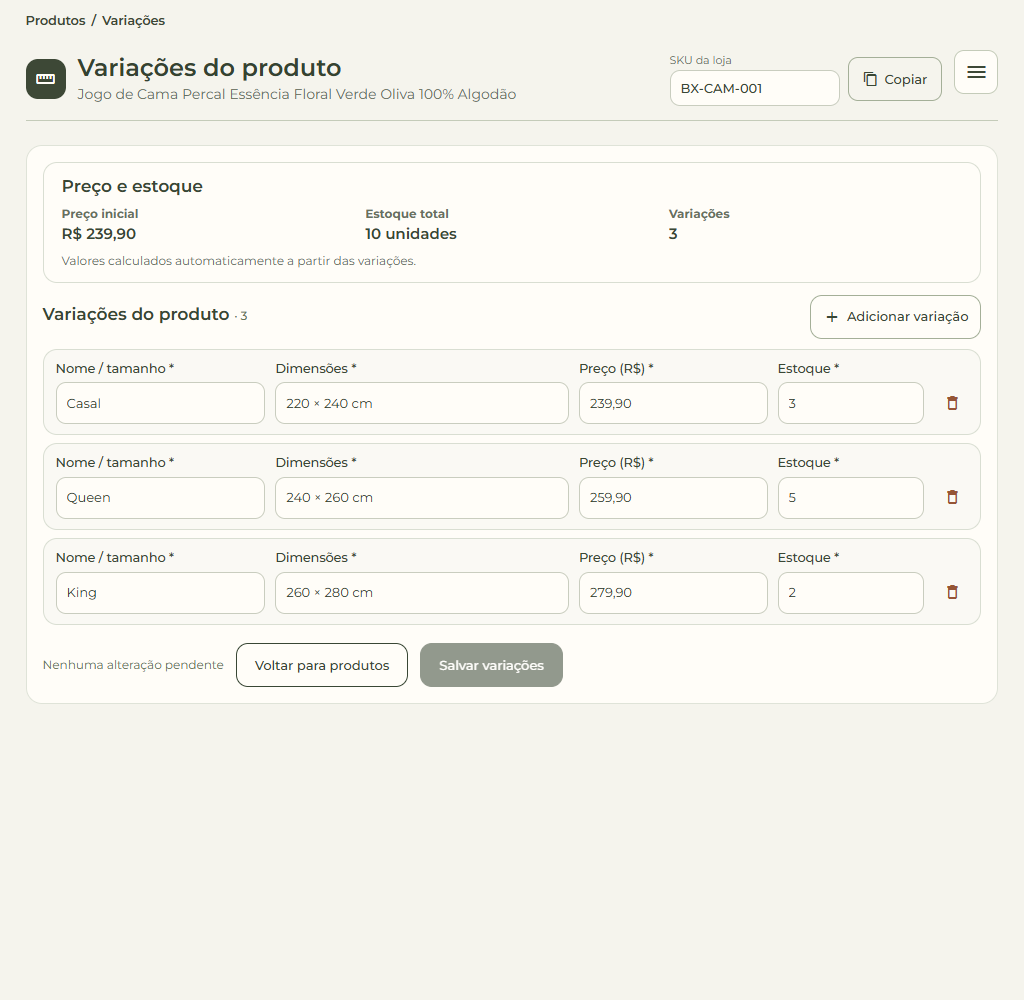 Produtos / Variações
Variações do produto
Jogo de Cama Percal Essência Floral Verde Oliva 100% Algodão
SKU da loja
BX-CAM-001
Copiar
Preço e estoque
Preço inicial Estoque total Variações
R$ 239,90 10 unidades 3
Valores calculados automaticamente a partir das variações.
Variações do produto · 3
+ Adicionar variação
Nome / tamanho * Dimensões * Preço (R$) * Estoque *
Casal 220 × 240 cm 239,90 3
Nome / tamanho * Dimensões * Preço (R$) * Estoque *
Queen 240 × 260 cm 259,90 5
Nome / tamanho * Dimensões * Preço (R$) * Estoque *
King 260 × 280 cm 279,90 2
Nenhuma alteração pendente Voltar para produtos Salvar variações